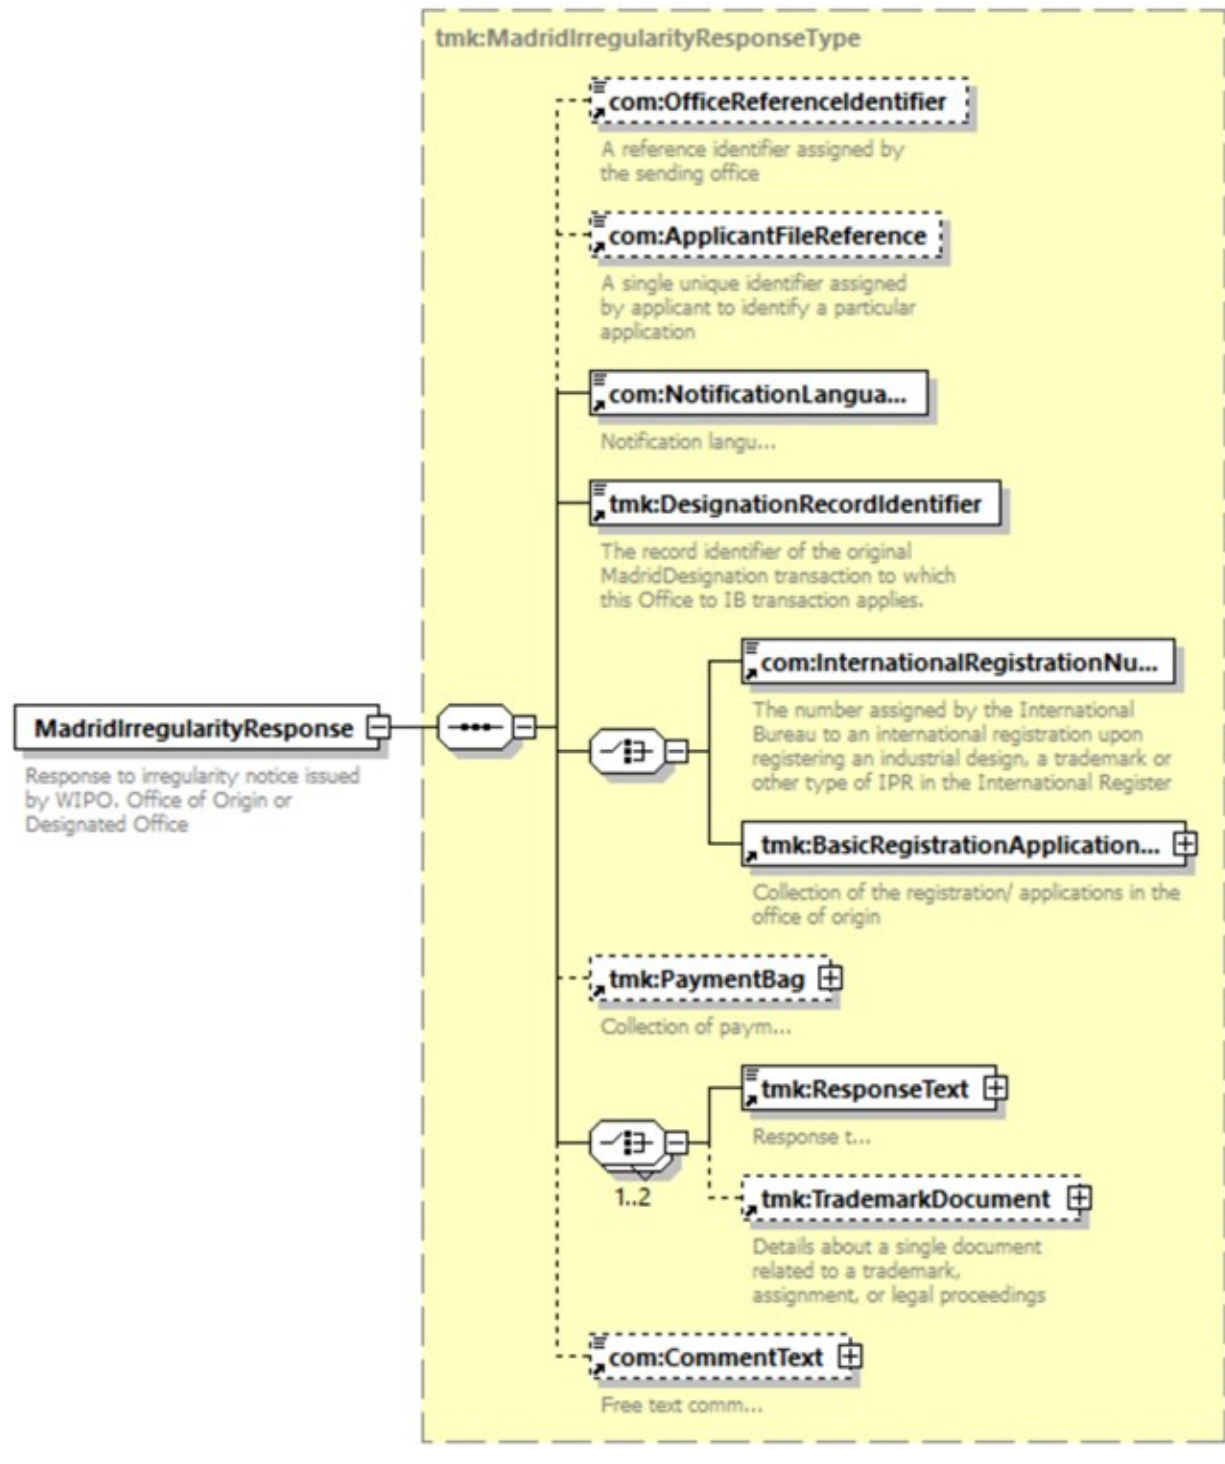 tmk:MadridIrregularityResponseType
com:OfficeReferenceIdentifier
A reference identifier assigned by
the sending office
com:ApplicantFileReference
A single unique identifier assigned
by applicant to identify a particular
application
com:NotificationLangua...
Notification langu...
tmk:DesignationRecordIdentifier
The record identifier of the original
MadridDesignation transaction to which
this Office to IB transaction applies.
com:InternationalRegistrationNu...
The number assigned by the International
Bureau to an international registration upon
registering an industrial design, a trademark or
other type of IPR in the International Register
MadridIrregularityResponse
Response to irregularity notice issued
by WIPO, Office of Origin or
Designated Office
tmk:BasicRegistrationApplication...
Collection of the registration/ applications in the
office of origin
tmk:PaymentBag
Collection of paym...
tmk:ResponseText
Response t...
1..2
tmk:TrademarkDocument
Details about a single document
related to a trademark,
assignment, or legal proceedings
com:CommentText
Free text comm...